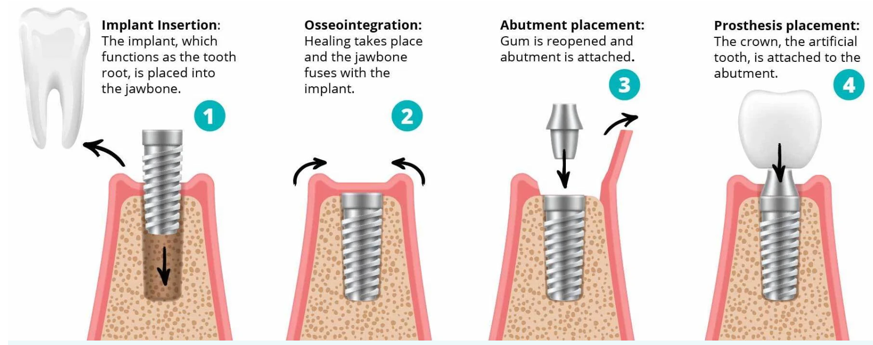 Implant Insertion:
The implant, which
functions as the tooth
root, is placed into
the jawbone.
1
Osseointegration:
Healing takes place
and the jawbone
fuses with the
implant.
2
Abutment placement:
Gum is reopened and
abutment is attached.
3
Prosthesis placement:
The crown, the artificial
tooth, is attached to the
abutment.
4